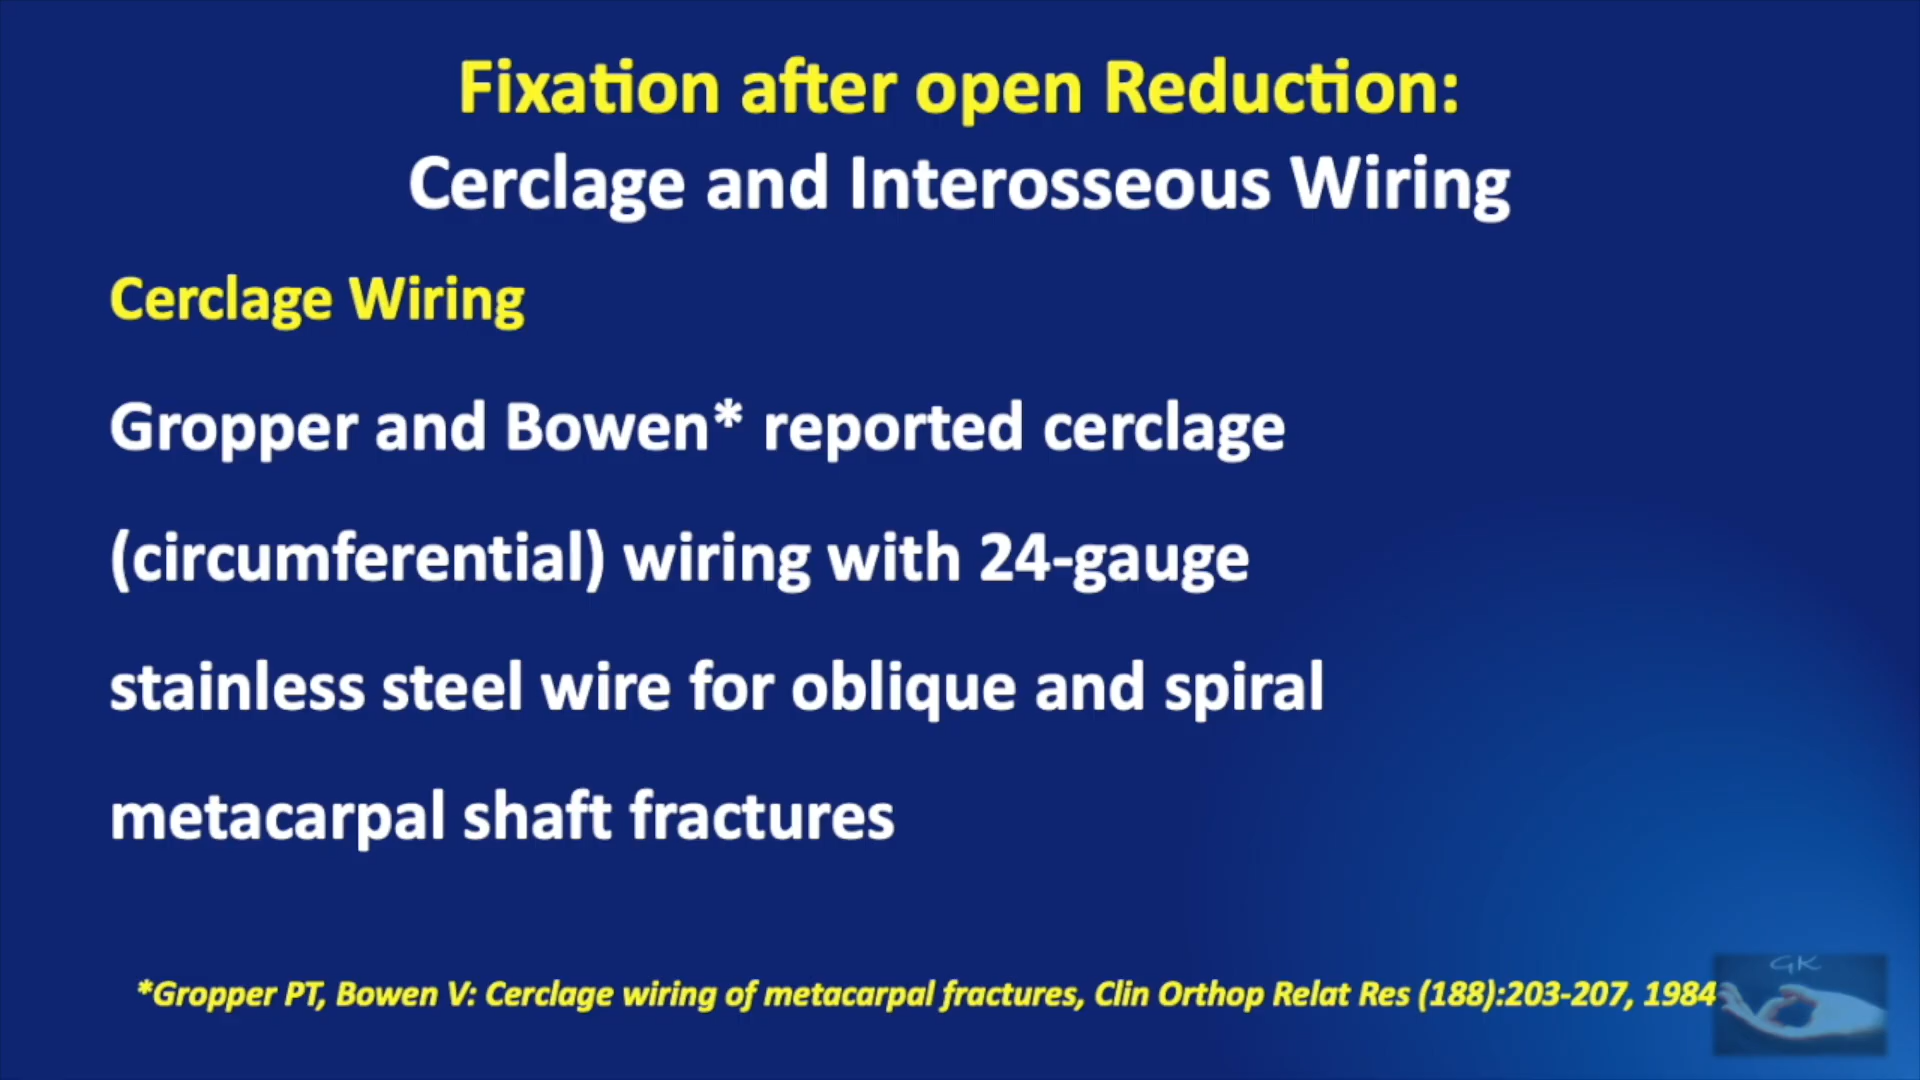 Fixation after open Reduction:
Cerclage and Interosseous Wiring
Cerclage Wiring
Gropper and Bowen* reported cerclage
(circumferential) wiring with 24-gauge
stainless steel wire for oblique and spiral
metacarpal shaft fractures
*Gropper PT, Bowen V: Cerclage wiring of metacarpal fractures, Clin Orthop Relat Res (188):203-207, 1984
GK